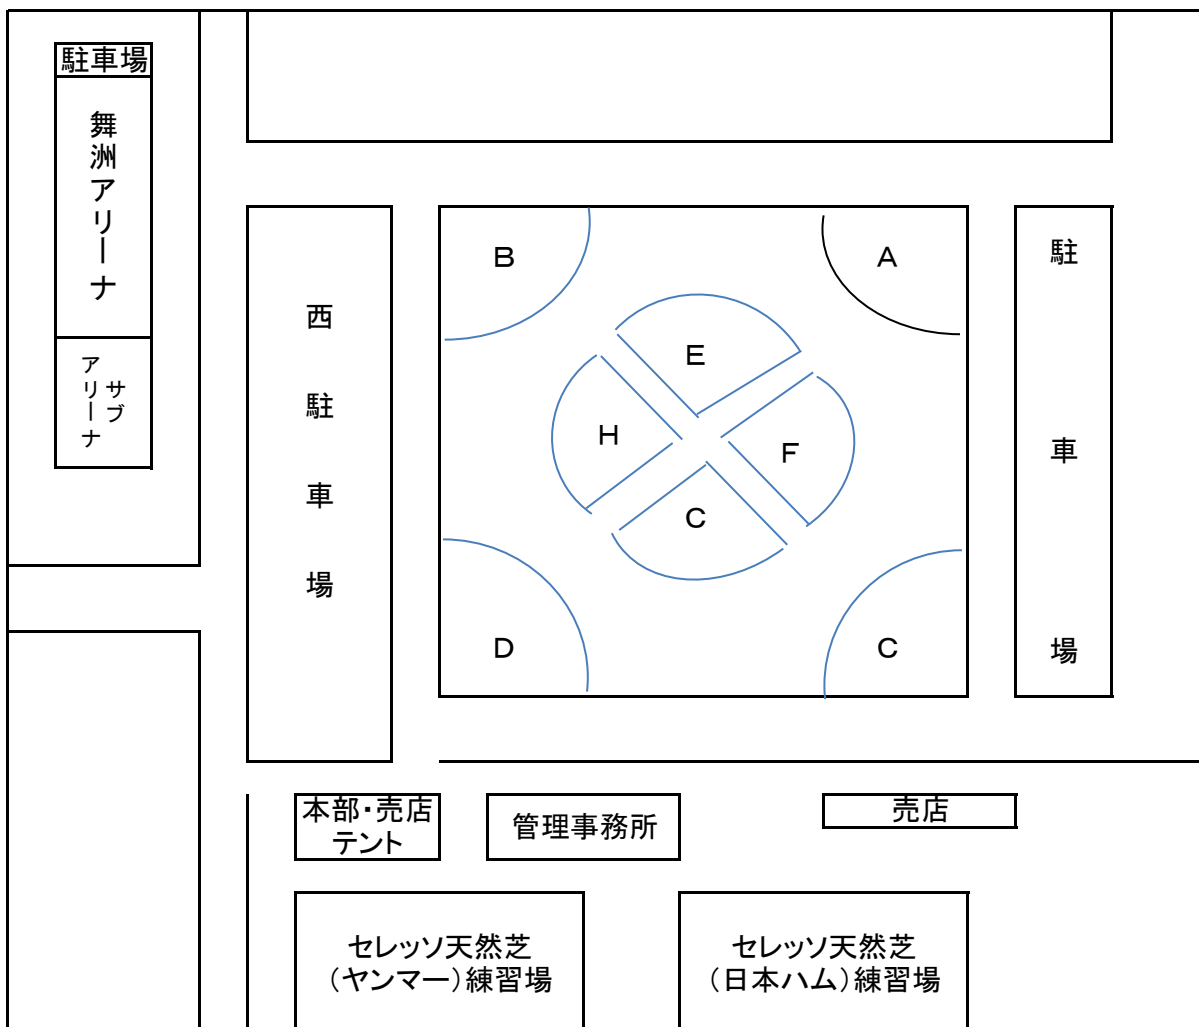 駐車場
舞洲アリーナ
サブ
アリーナ
西駐車場
B
A
E
H
F
C
D
C
駐車場
本部・売店
テント
管理事務所
売店
セレッソ天然芝
（ヤンマー）練習場
セレッソ天然芝
（日本ハム）練習場